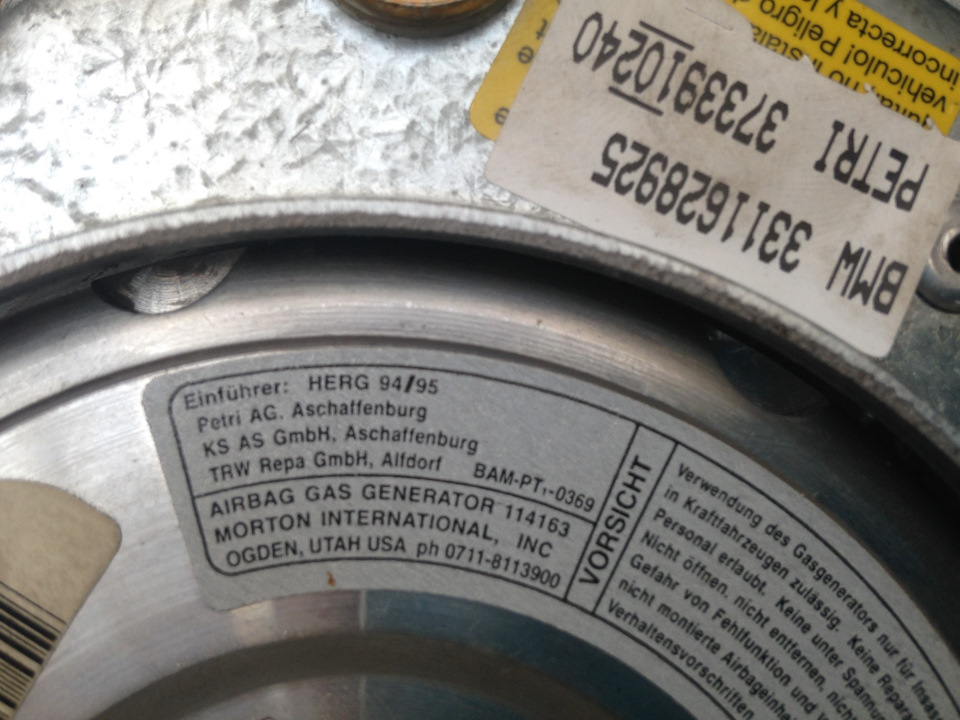 BMW 3311628925
PETRI 3733910240
vehiculo! Peligro
incorrecta y
Einführer: HERG 94/95
Petri AG. Aschaffenburg
KS AS GmbH, Aschaffenburg
TRW Repa GmbH, Alfdorf BAM-PT₁-0369
AIRBAG GAS GENERATOR 114163
MORTON INTERNATIONAL, INC
OGDEN, UTAH USA ph 0711-8113900
VORSICHT
Verwendung des Gasgenerators nur für
in Kraftfahrzeugen zulässig. Keine
Personal erlaubt. Keine unter
Nicht öffnen, nicht entfernen,
Gefahr von Fehlfunktion und
nicht montierte
Verhaltensvorschriften